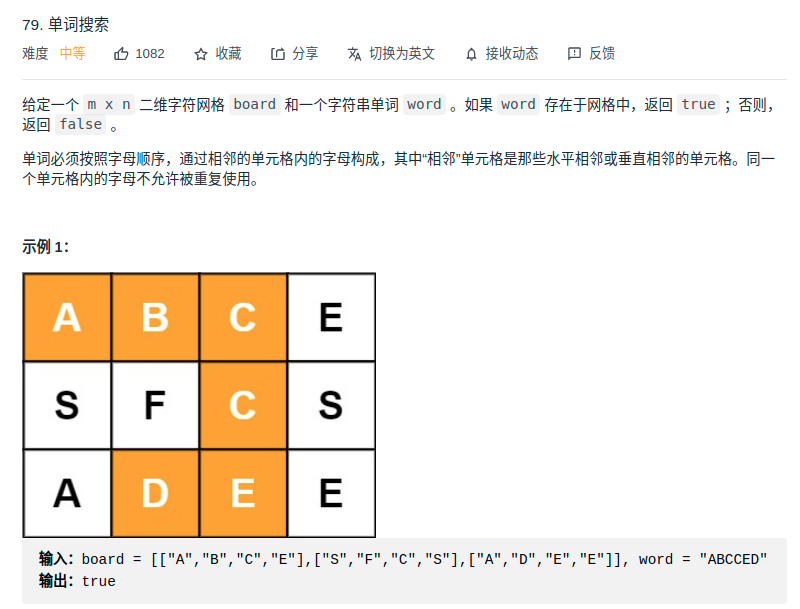 79. 单词搜索
难度 中等 1082 收藏 分享 切换为英文 接收动态 反馈
给定一个 m x n 二维字符网格 board 和一个字符串单词 word 。如果 word 存在于网格中，返回 true ；否则，
返回 false 。
单词必须按照字母顺序，通过相邻的单元格内的字母构成，其中“相邻”单元格是那些水平相邻或垂直相邻的单元格。同一
个单元格内的字母不允许被重复使用。
示例 1：
A B C E
S F C S
A D E E
输入：board = [["A","B","C","E"],["S","F","C","S"],["A","D","E","E"]], word = "ABCCED"
输出：true